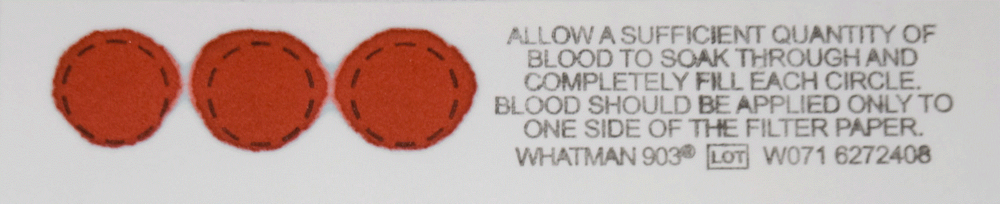 ALLOW A SUFFICIENT QUANTITY OF
BLOOD TO SOAK THROUGH AND
COMPLETELY FILL EACH CIRCLE.
BLOOD SHOULD BE APPLIED ONLY TO
ONE SIDE OF THE FILTER PAPER.
WHATMAN 903® LOT W071 6272408